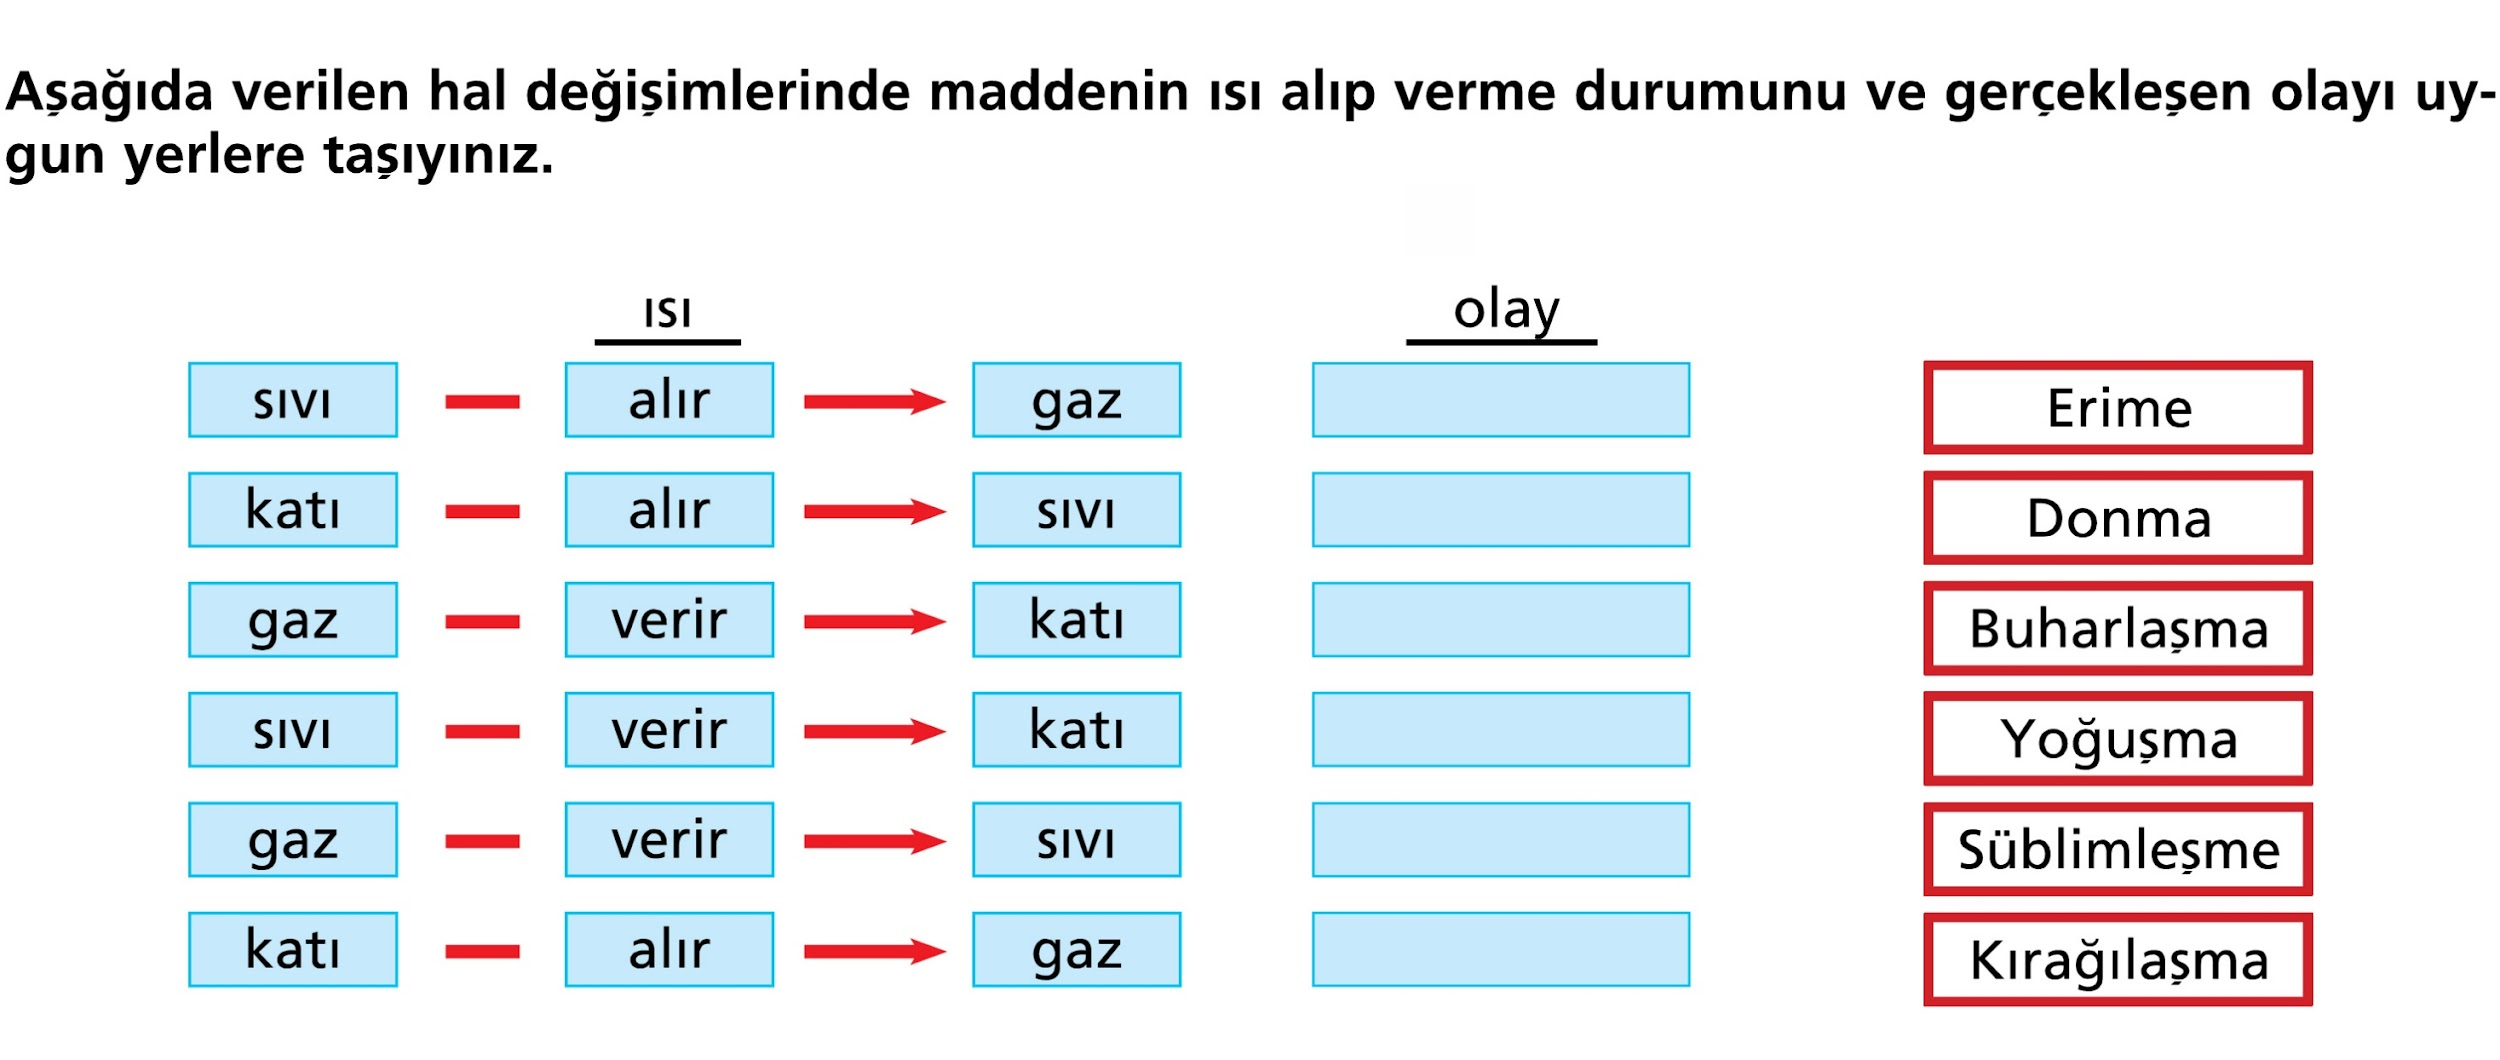 Aşağıda verilen hal değişimlerinde maddenin ısı alıp verme durumunu ve gerçekleşen olayı uy-
gun yerlere taşıyınız.
ısı olay
sıvı alır gaz Erime
katı alır sıvı Donma
gaz verir katı Buharlaşma
sıvı verir katı Yoğuşma
gaz verir sıvı Süblimleşme
katı alır gaz Kırağılaşma